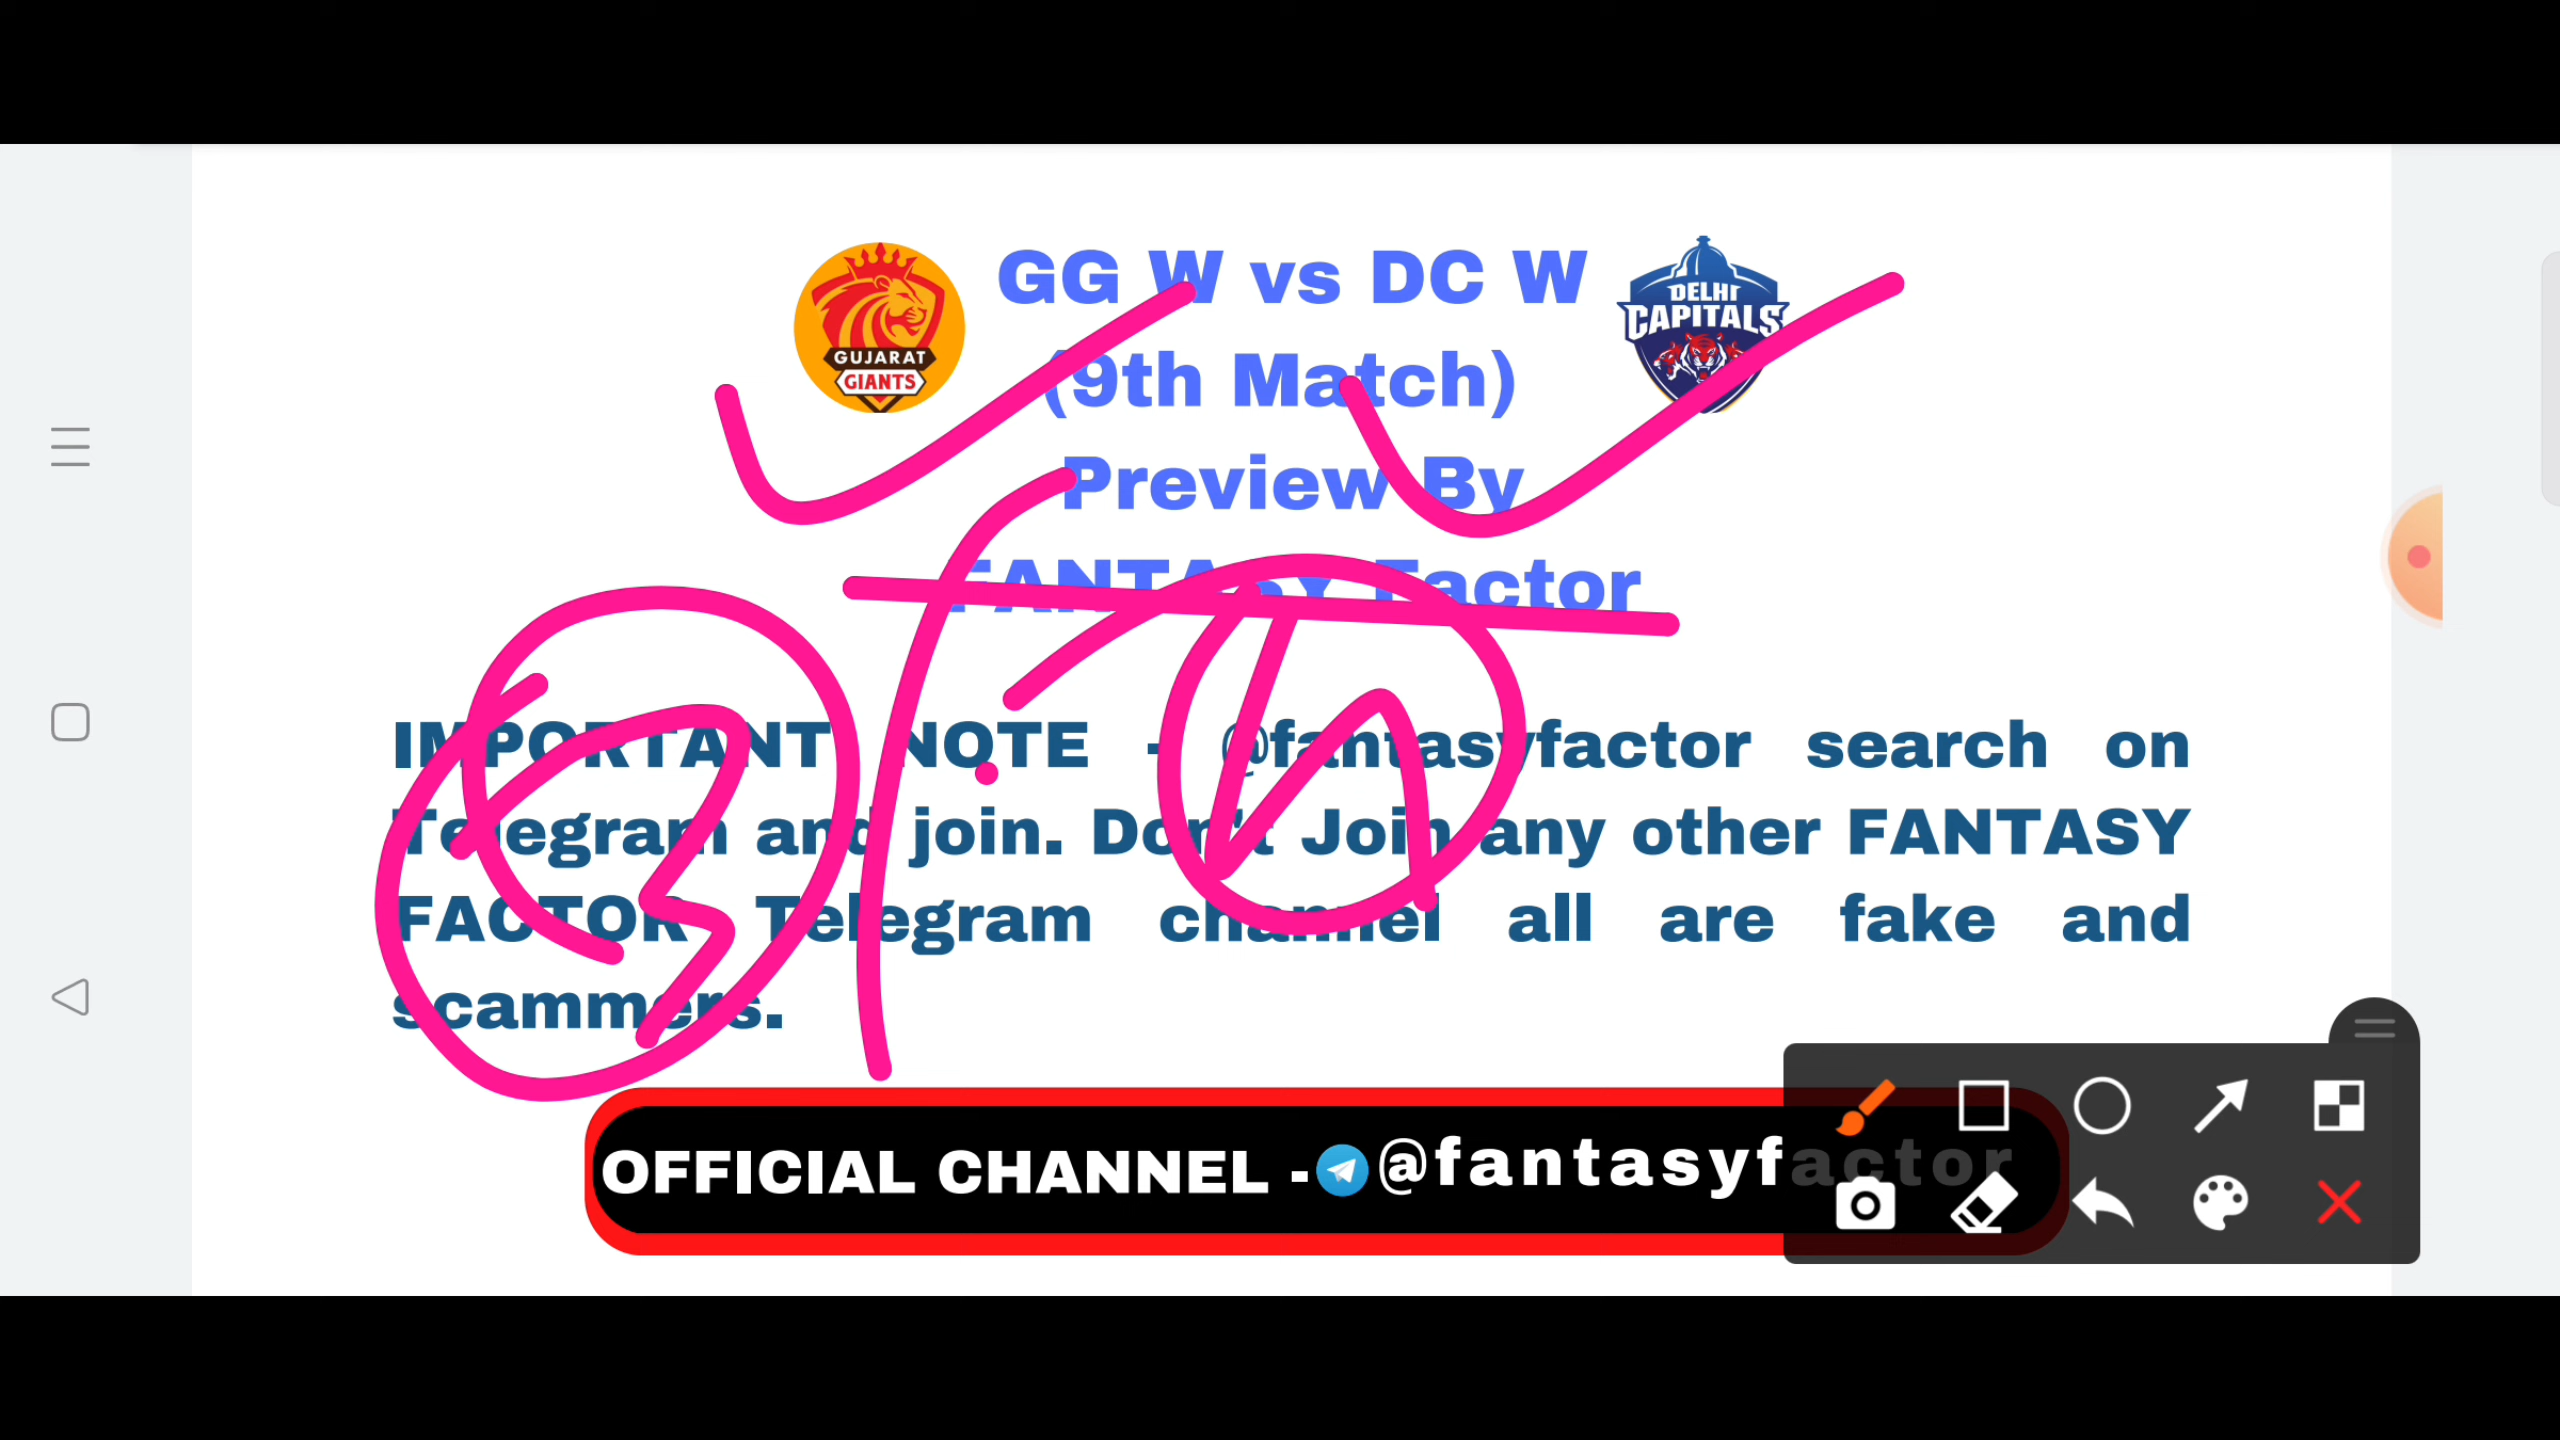 GG W vs DC W
(9th Match)
Preview By
FANTASY Factor
GUJARAT
GIANTS
DELHI
CAPITALS
IMPORTANT NOTE - @fantasyfactor search on
Telegram and join. Don't Join any other FANTASY
FACTOR Telegram channel all are fake and
scammers.
OFFICIAL CHANNEL - @fantasyfactor